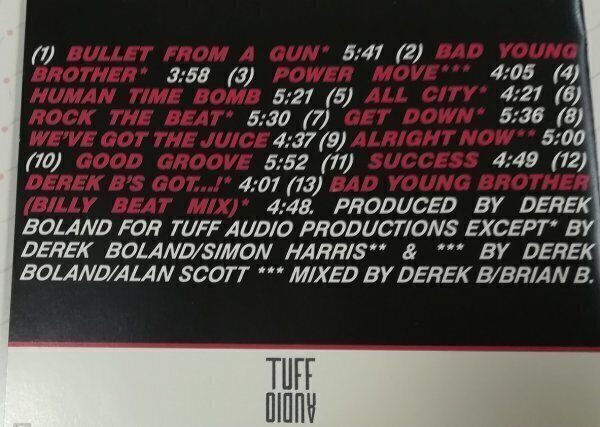 (1) BULLET FROM A GUN* 5:41 (2) BAD YOUNG
BROTHER* 3:58 (3) POWER MOVE*** 4:05 (4)
HUMAN TIME BOMB 5:21 (5) ALL CITY* 4:21 (6)
ROCK THE BEAT* 5:30 (7) GET DOWN* 5:36 (8)
WE'VE GOT THE JUICE 4:37 (9) ALRIGHT NOW** 5:00
(10) GOOD GROOVE 5:52 (11) SUCCESS 4:49 (12)
DEREK B'S GOT...!* 4:01 (13) BAD YOUNG BROTHER
(BILLY BEAT MIX)* 4:48. PRODUCED BY DEREK
BOLAND FOR TUFF AUDIO PRODUCTIONS EXCEPT* BY
DEREK BOLAND/SIMON HARRIS** & *** BY DEREK
BOLAND/ALAN SCOTT *** MIXED BY DEREK B/BRIAN B.
TUFF
AUDIO